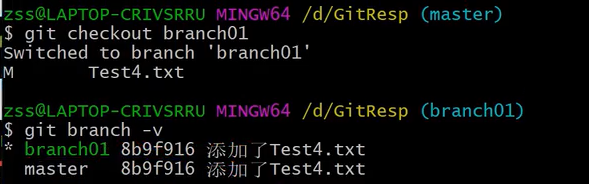 zss@LAPTOP-CRIVSRRU MINGW64 /d/GitResp (master)
$ git checkout branch01
Switched to branch 'branch01'
M       Test4.txt
zss@LAPTOP-CRIVSRRU MINGW64 /d/GitResp (branch01)
$ git branch -v
* branch01 8b9f916 添加了Test4.txt
  master   8b9f916 添加了Test4.txt